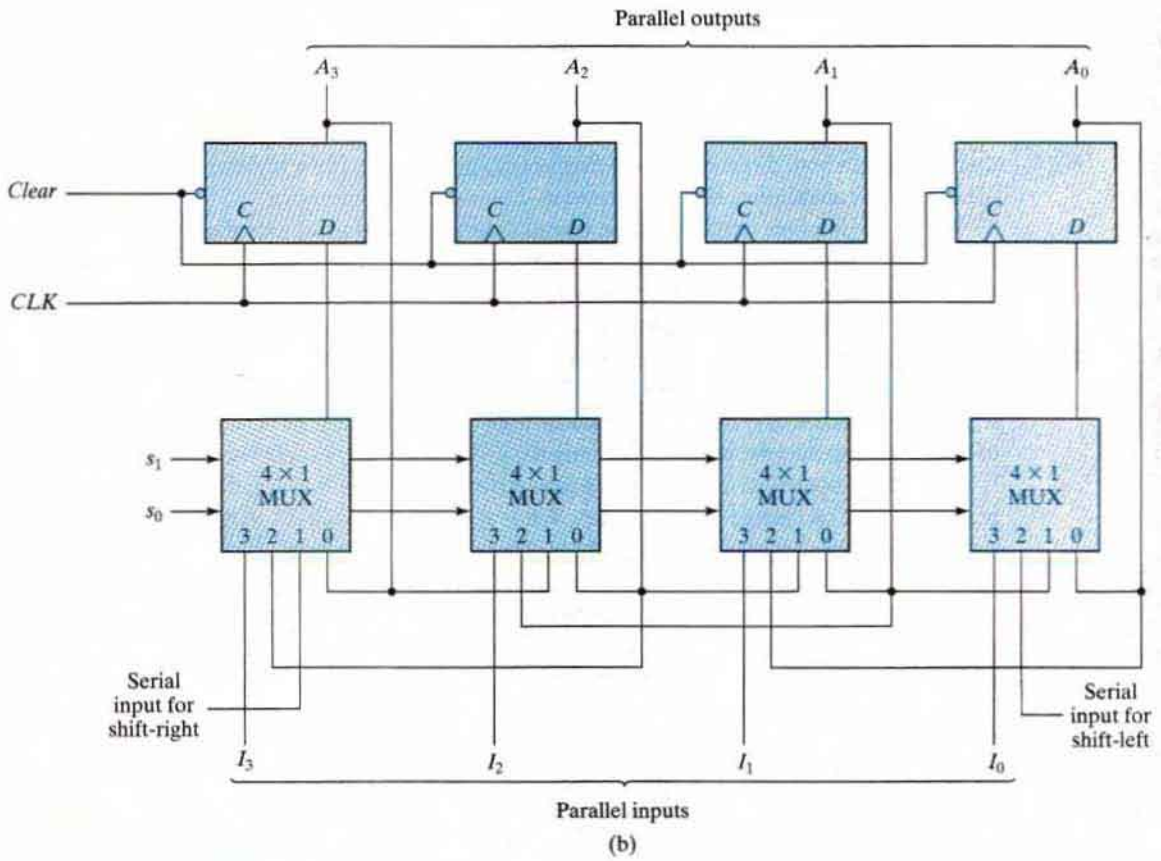 Parallel outputs
A₃ A₂ A₁ A₀
Clear
C D C D C D C D
CLK
s₁
s₀
4 × 1 4 × 1 4 × 1 4 × 1
MUX MUX MUX MUX
3 2 1 0 3 2 1 0 3 2 1 0 3 2 1 0
Serial
input for
shift-right
Serial
input for
shift-left
I₃ I₂ I₁ I₀
Parallel inputs
(b)